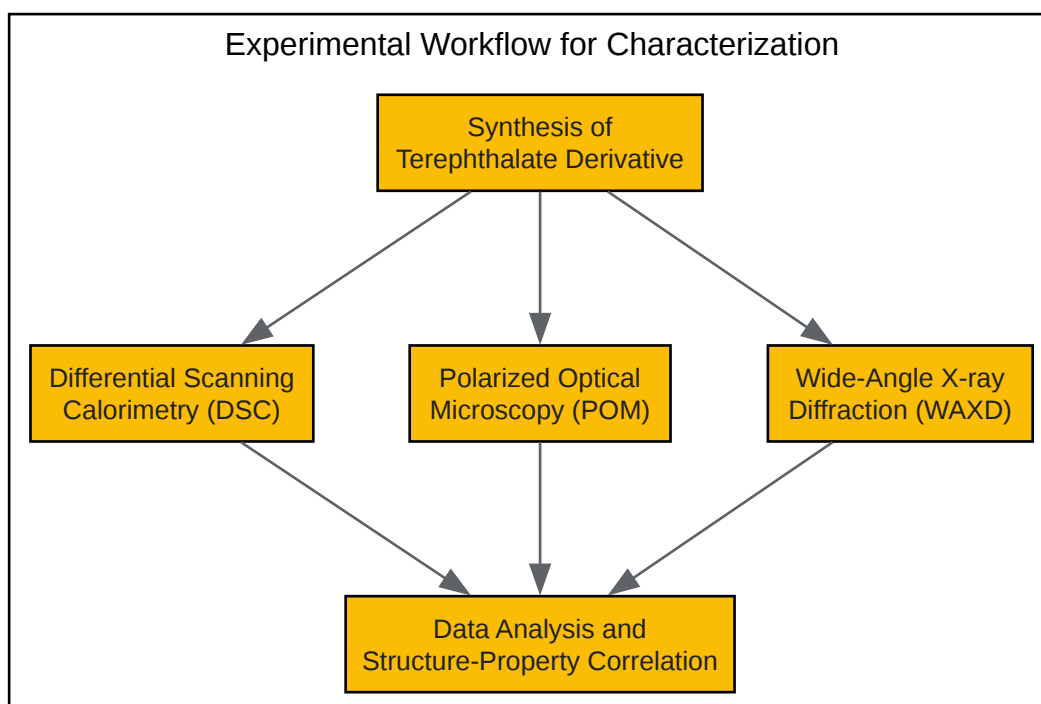 Experimental Workflow for Characterization
Synthesis of
Terephthalate Derivative
Differential Scanning
Calorimetry (DSC)
Polarized Optical
Microscopy (POM)
Wide-Angle X-ray
Diffraction (WAXD)
Data Analysis and
Structure-Property Correlation